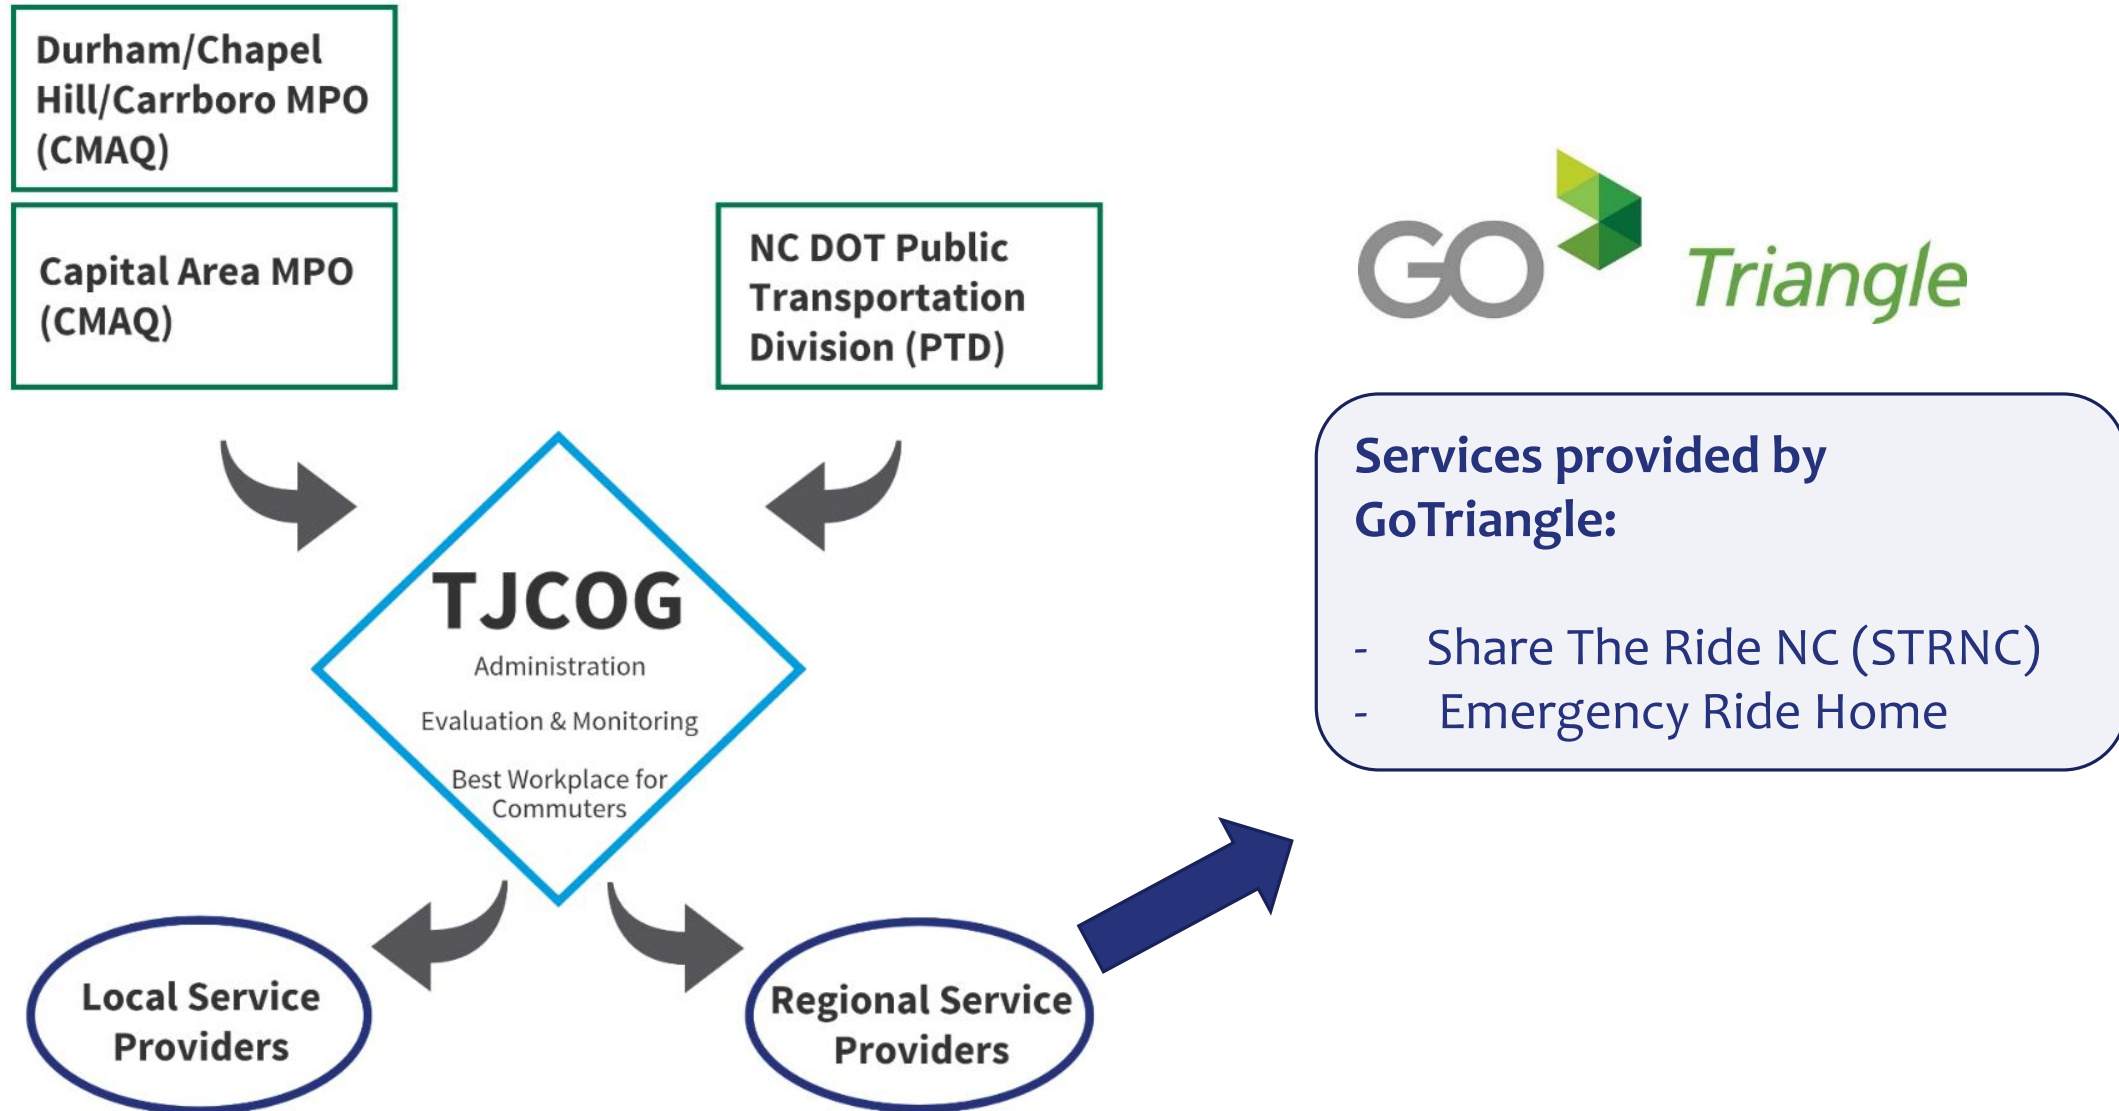 Durham/Chapel
Hill/Carrboro MPO
(CMAQ)
Capital Area MPO
(CMAQ)
NC DOT Public
Transportation
Division (PTD)
TJCOG
Administration
Evaluation & Monitoring
Best Workplace for
Commuters
Local Service
Providers
Regional Service
Providers
GO Triangle
Services provided by
GoTriangle:
- Share The Ride NC (STRNC)
- Emergency Ride Home